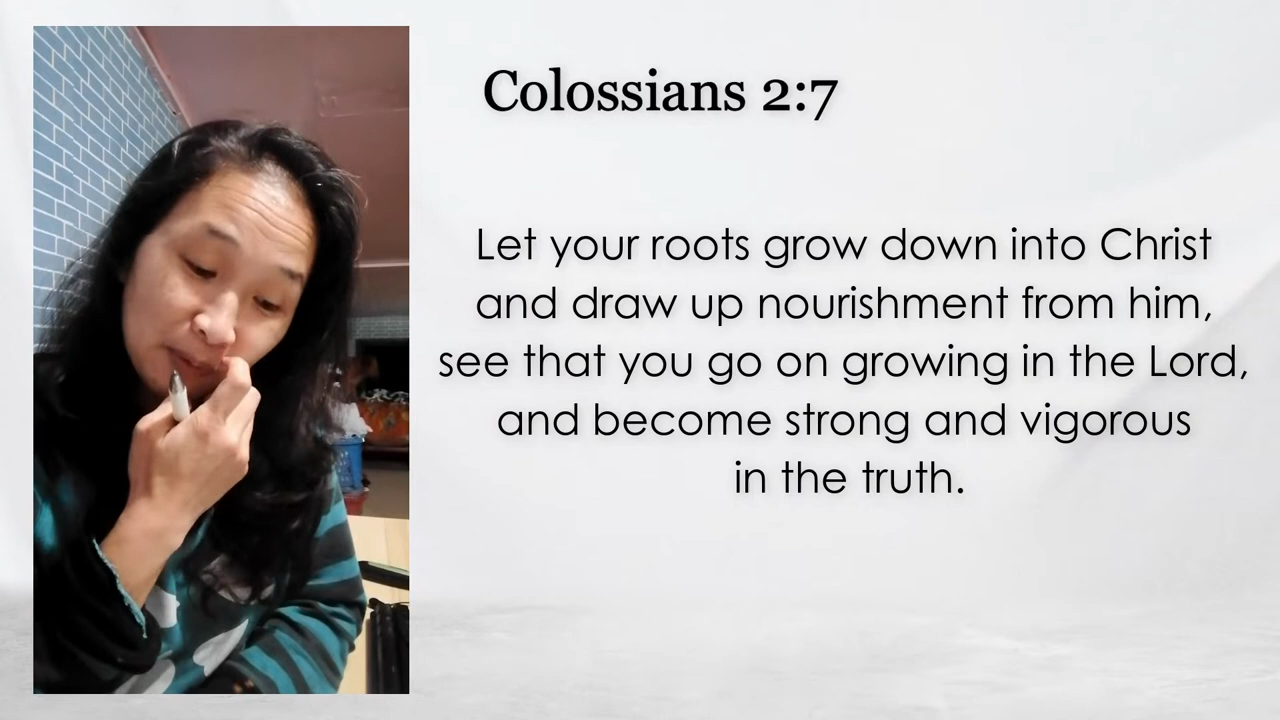 Colossians 2:7
Let your roots grow down into Christ
and draw up nourishment from him,
see that you go on growing in the Lord,
and become strong and vigorous
in the truth.